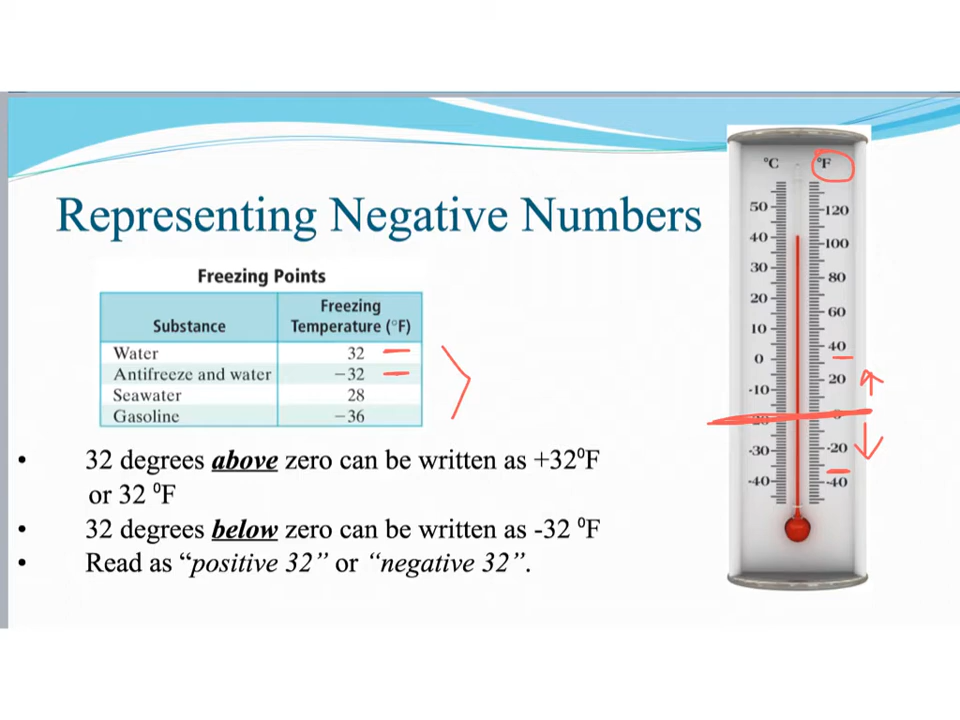 Representing Negative Numbers
Freezing Points
Substance
Freezing
Temperature (°F)
Water 32
Antifreeze and water −32
Seawater 28
Gasoline −36
• 32 degrees above zero can be written as +32⁰F
or 32 ⁰F
• 32 degrees below zero can be written as -32 ⁰F
• Read as “positive 32” or “negative 32”.
°C °F
50 120
40 100
30 80
20 60
10 40
0 20
-10
-30 -20
-40 -40